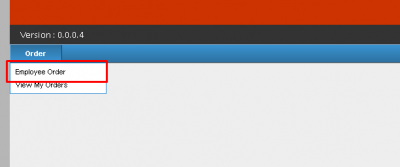 Version : 0.0.0.4
Order
Employee Order
View My Orders